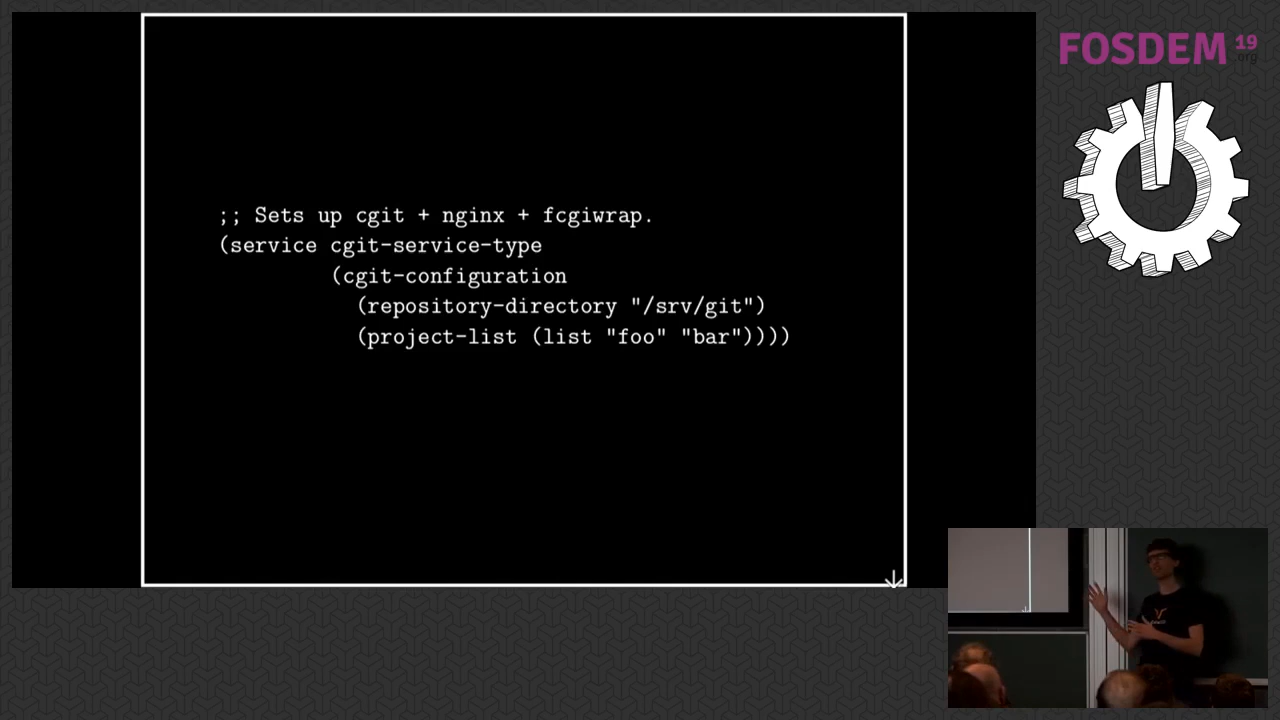 ;; Sets up cgit + nginx + fcgiwrap.
(service cgit-service-type
(cgit-configuration
(repository-directory "/srv/git")
(project-list (list "foo" "bar"))))
FOSDEM 19
.org